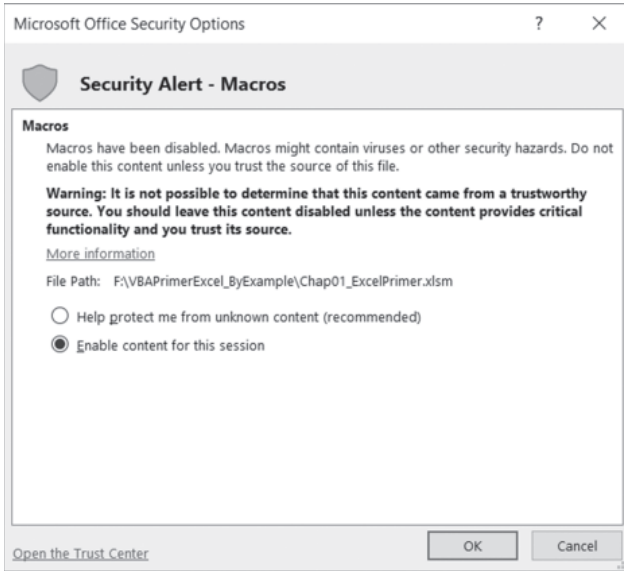 Microsoft Office Security Options
?
Security Alert - Macros
Macros
Macros have been disabled. Macros might contain viruses or other security hazards. Do not
enable this content unless you trust the source of this file.
Warning: It is not possible to determine that this content came from a trustworthy
source. You should leave this content disabled unless the content provides critical
functionality and you trust its source.
More information
File Path: F:\VBAPrimerExcel_ByExample\Chap01_ExcelPrimer.xlsm
Help protect me from unknown content (recommended)
Enable content for this session
Open the Trust Center
OK
Cancel